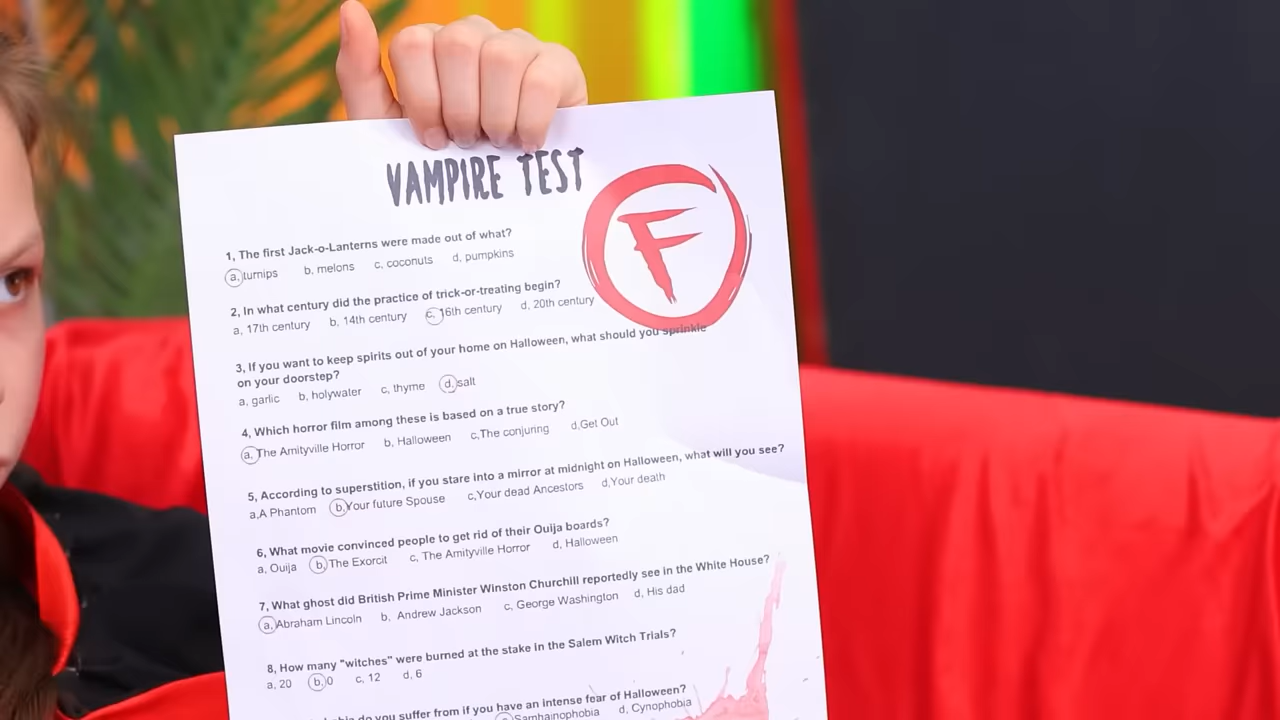 VAMPIRE TEST
F
1, The first Jack-o-Lanterns were made out of what?
a, turnips b, melons c, coconuts d, pumpkins
2, In what century did the practice of trick-or-treating begin?
a, 17th century b, 14th century c, 16th century d, 20th century
3, If you want to keep spirits out of your home on Halloween, what should you sprinkle
on your doorstep?
a, garlic b, holywater c, thyme d, salt
4, Which horror film among these is based on a true story?
a, The Amityville Horror b, Halloween c,The conjuring d,Get Out
5, According to superstition, if you stare into a mirror at midnight on Halloween, what will you see?
a,A Phantom b,Your future Spouse c,Your dead Ancestors d,Your death
6, What movie convinced people to get rid of their Ouija boards?
a, Ouija b, The Exorcit c, The Amityville Horror d, Halloween
7, What ghost did British Prime Minister Winston Churchill reportedly see in the White House?
a, Abraham Lincoln b, Andrew Jackson c, George Washington d, His dad
8, How many "witches" were burned at the stake in the Salem Witch Trials?
a, 20 b, 0 c, 12 d, 6
do you suffer from if you have an intense fear of Halloween?
Samhainophobia d, Cynophobia